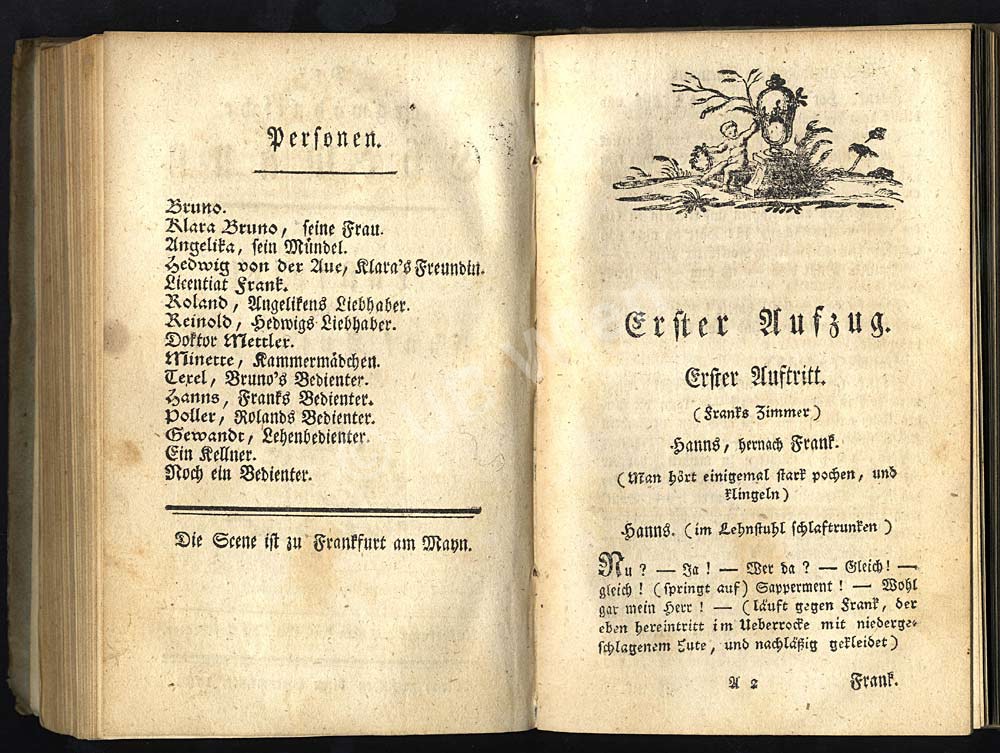 Personen.
Bruno.
Klara Bruno, seine Frau.
Angelika, sein Mündel.
Hedwig von der Aue, Klara's Freundin.
Licentiat Frank.
Roland, Angelikens Liebhaber.
Reinold, Hedwigs Liebhaber.
Doktor Mettler.
Minette, Kammermädchen.
Texel, Bruno's Bedienter.
Hanns, Franks Bedienter.
Poller, Rolands Bedienter.
Gewandt, Lehenbedienter.
Ein Kellner.
Noch ein Bedienter.
Die Scene ist zu Frankfurt am Mayn.
Erster Aufzug.
Erster Auftritt.
(Franks Zimmer)
Hanns, hernach Frank.
(Man hört einigemal stark pochen, und
klingeln)
Hanns. (im Lehnstuhl schlaftrunken)
Nu? — Ja! — Wer da? — Gleich! —
gleich! (springt auf) Sapperment! — Wohl
gar mein Herr! — (läuft gegen Frank, der
eben hereintritt im Ueberrocke mit niederge-
schlagenem Hute, und nachläßig gekleidet)
A 2 Frank.